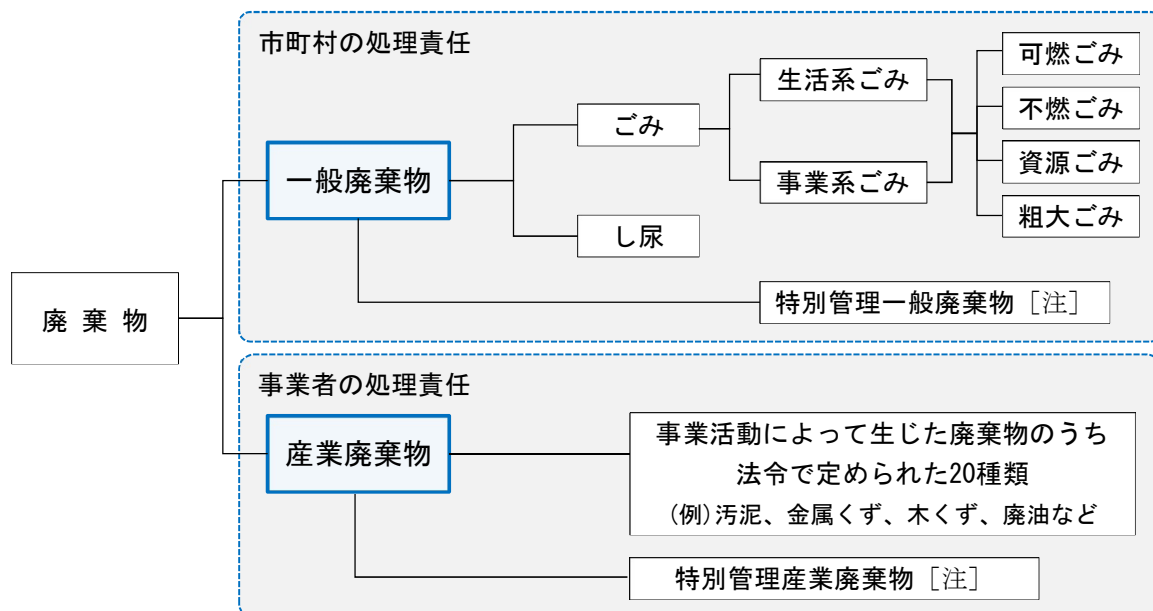 市町村の処理責任
可燃ごみ
生活系ごみ
不燃ごみ
ごみ
一般廃棄物
資源ごみ
事業系ごみ
粗大ごみ
し尿
特別管理一般廃棄物［注］
廃 棄 物
事業者の処理責任
産業廃棄物
事業活動によって生じた廃棄物のうち
法令で定められた20種類
(例)汚泥、金属くず、木くず、廃油など
特別管理産業廃棄物［注］